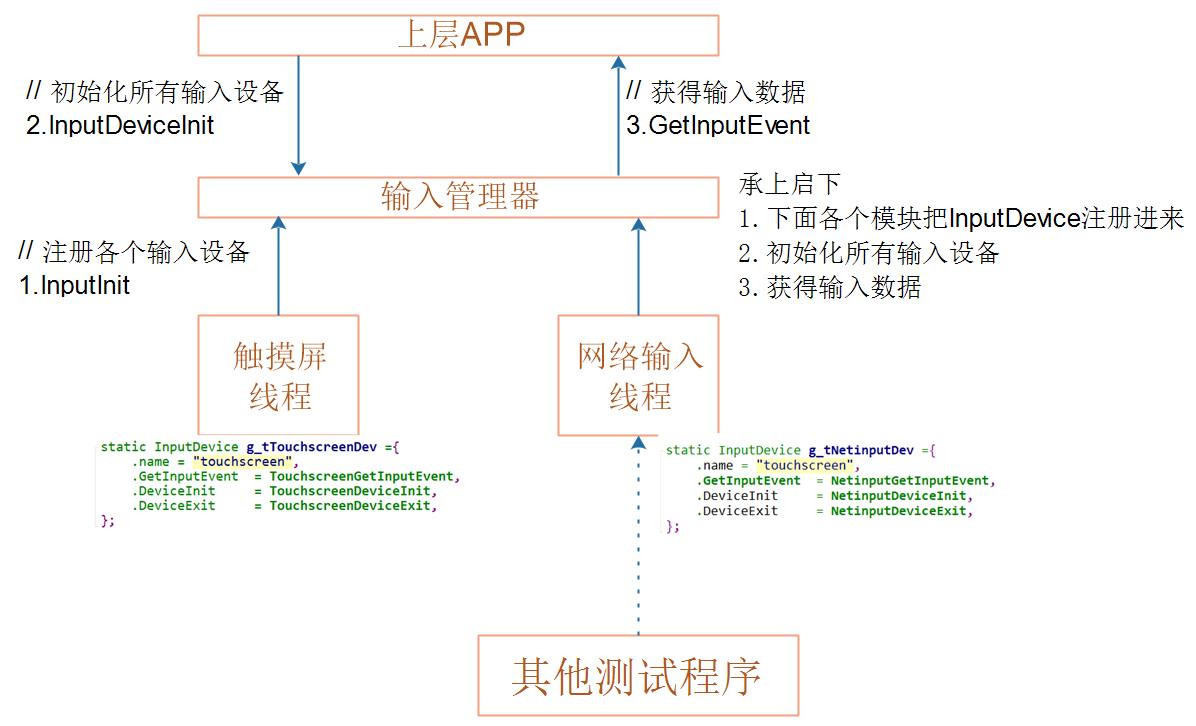 上层APP
// 初始化所有输入设备
2.InputDeviceInit
// 获得输入数据
3.GetInputEvent
输入管理器
承上启下
1. 下面各个模块把InputDevice注册进来
2. 初始化所有输入设备
3. 获得输入数据
// 注册各个输入设备
1.InputInit
触摸屏
线程
网络输入
线程
static InputDevice g_tTouchscreenDev ={
.name = "touchscreen",
.GetInputEvent = TouchscreenGetInputEvent,
.DeviceInit = TouchscreenDeviceInit,
.DeviceExit = TouchscreenDeviceExit,
};
static InputDevice g_tNetinputDev ={
.name = "touchscreen",
.GetInputEvent = NetinputGetInputEvent,
.DeviceInit = NetinputDeviceInit,
.DeviceExit = NetinputDeviceExit,
};
其他测试程序